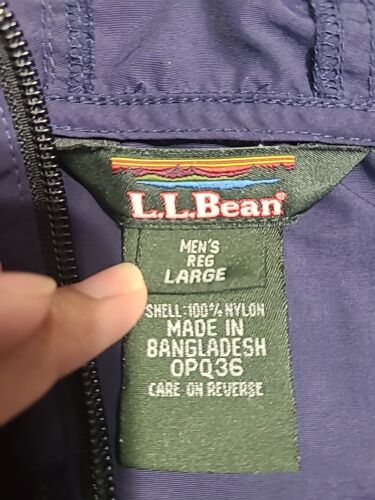 L.L.Bean®
MEN'S
REG
LARGE
SHELL:100% NYLON
MADE IN
BANGLADESH
OPQ36
CARE ON REVERSE